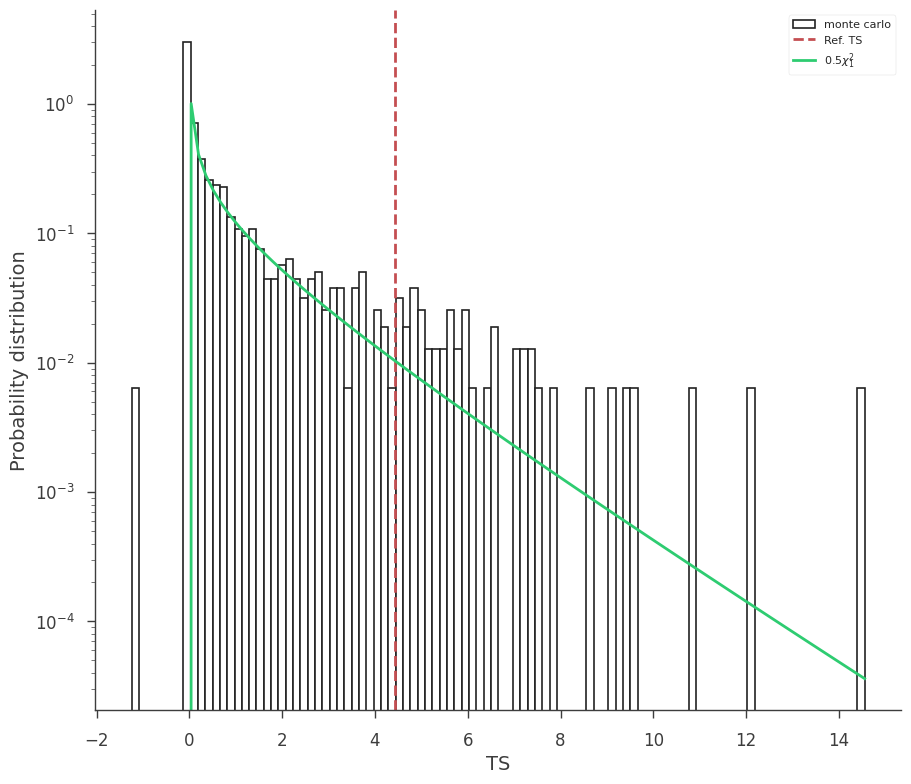 monte carlo
Ref. TS
0.5χ₁²
Probability distribution
10⁰
10⁻¹
10⁻²
10⁻³
10⁻⁴
−2 0 2 4 6 8 10 12 14
TS